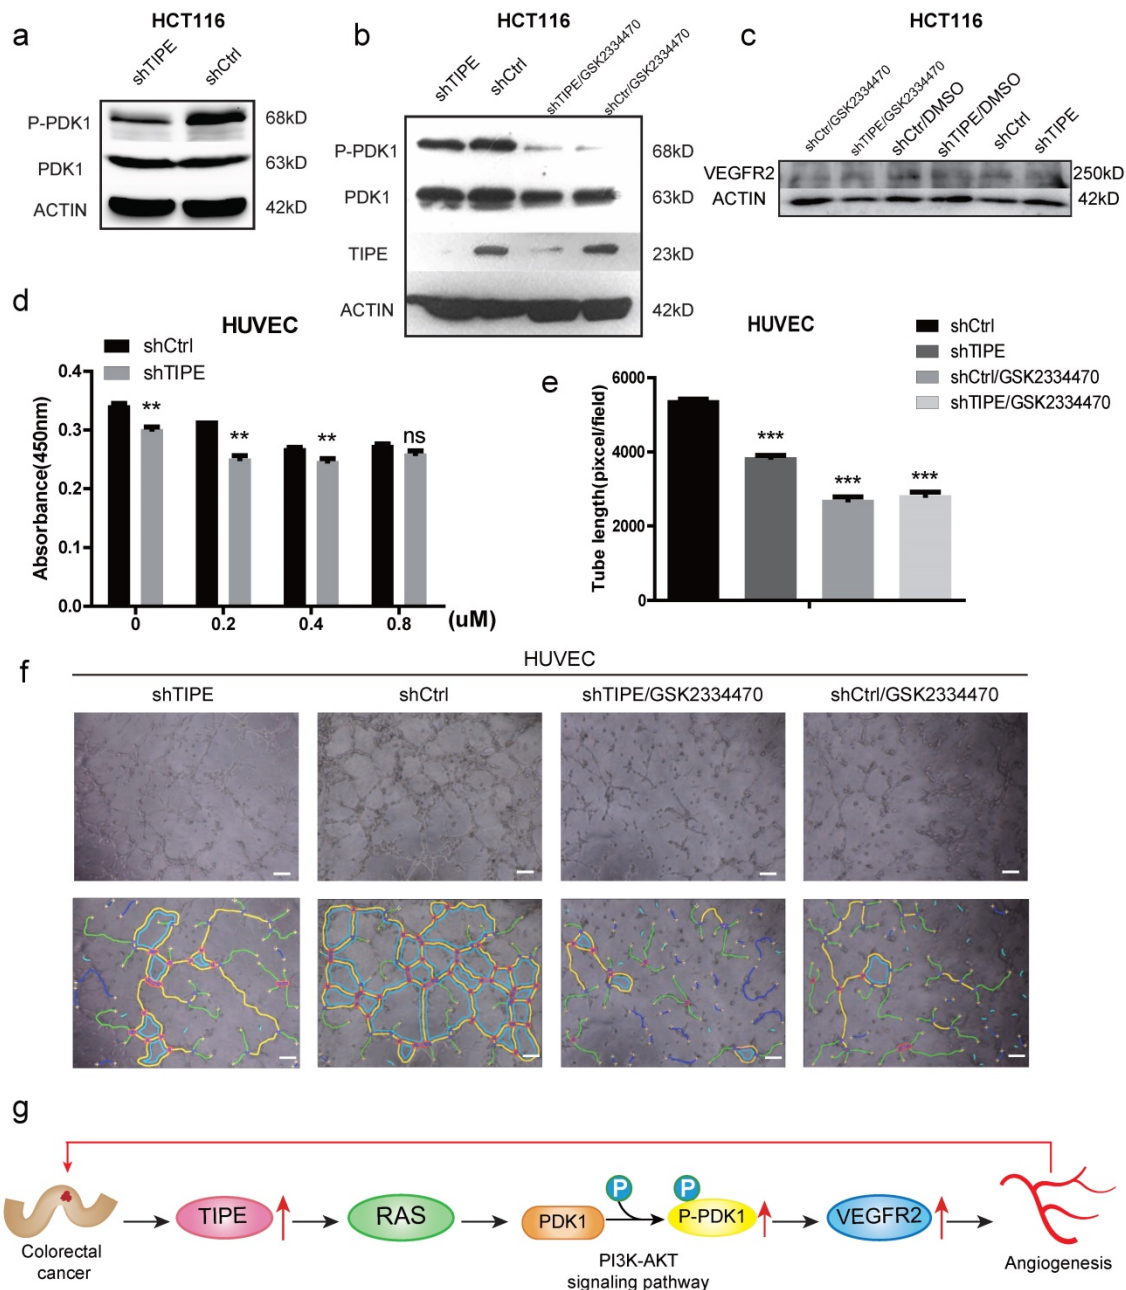 a
HCT116
shTIPE
shCtrl
P-PDK1
68kD
PDK1
63kD
ACTIN
42kD
b
HCT116
shTIPE
shCtrl
shTIPE/GSK2334470
shCtr/GSK2334470
P-PDK1
68kD
PDK1
63kD
TIPE
23kD
ACTIN
42kD
c
HCT116
shCtr/GSK2334470
shTIPE/GSK2334470
shCtr/DMSO
shTIPE/DMSO
shCtrl
shTIPE
VEGFR2
250kD
ACTIN
42kD
d
HUVEC
shCtrl
shTIPE
Absorbance(450nm)
0.4
0.3
0.2
0.1
0.0
**
**
**
ns
0
0.2
0.4
0.8
(uM)
e
HUVEC
shCtrl
shTIPE
shCtrl/GSK2334470
shTIPE/GSK2334470
Tube length(pixcel/field)
6000
4000
2000
0
***
***
***
f
HUVEC
shTIPE
shCtrl
shTIPE/GSK2334470
shCtrl/GSK2334470
g
Colorectal
cancer
TIPE
RAS
PDK1
P
P
P-PDK1
PI3K-AKT
signaling pathway
VEGFR2
Angiogenesis